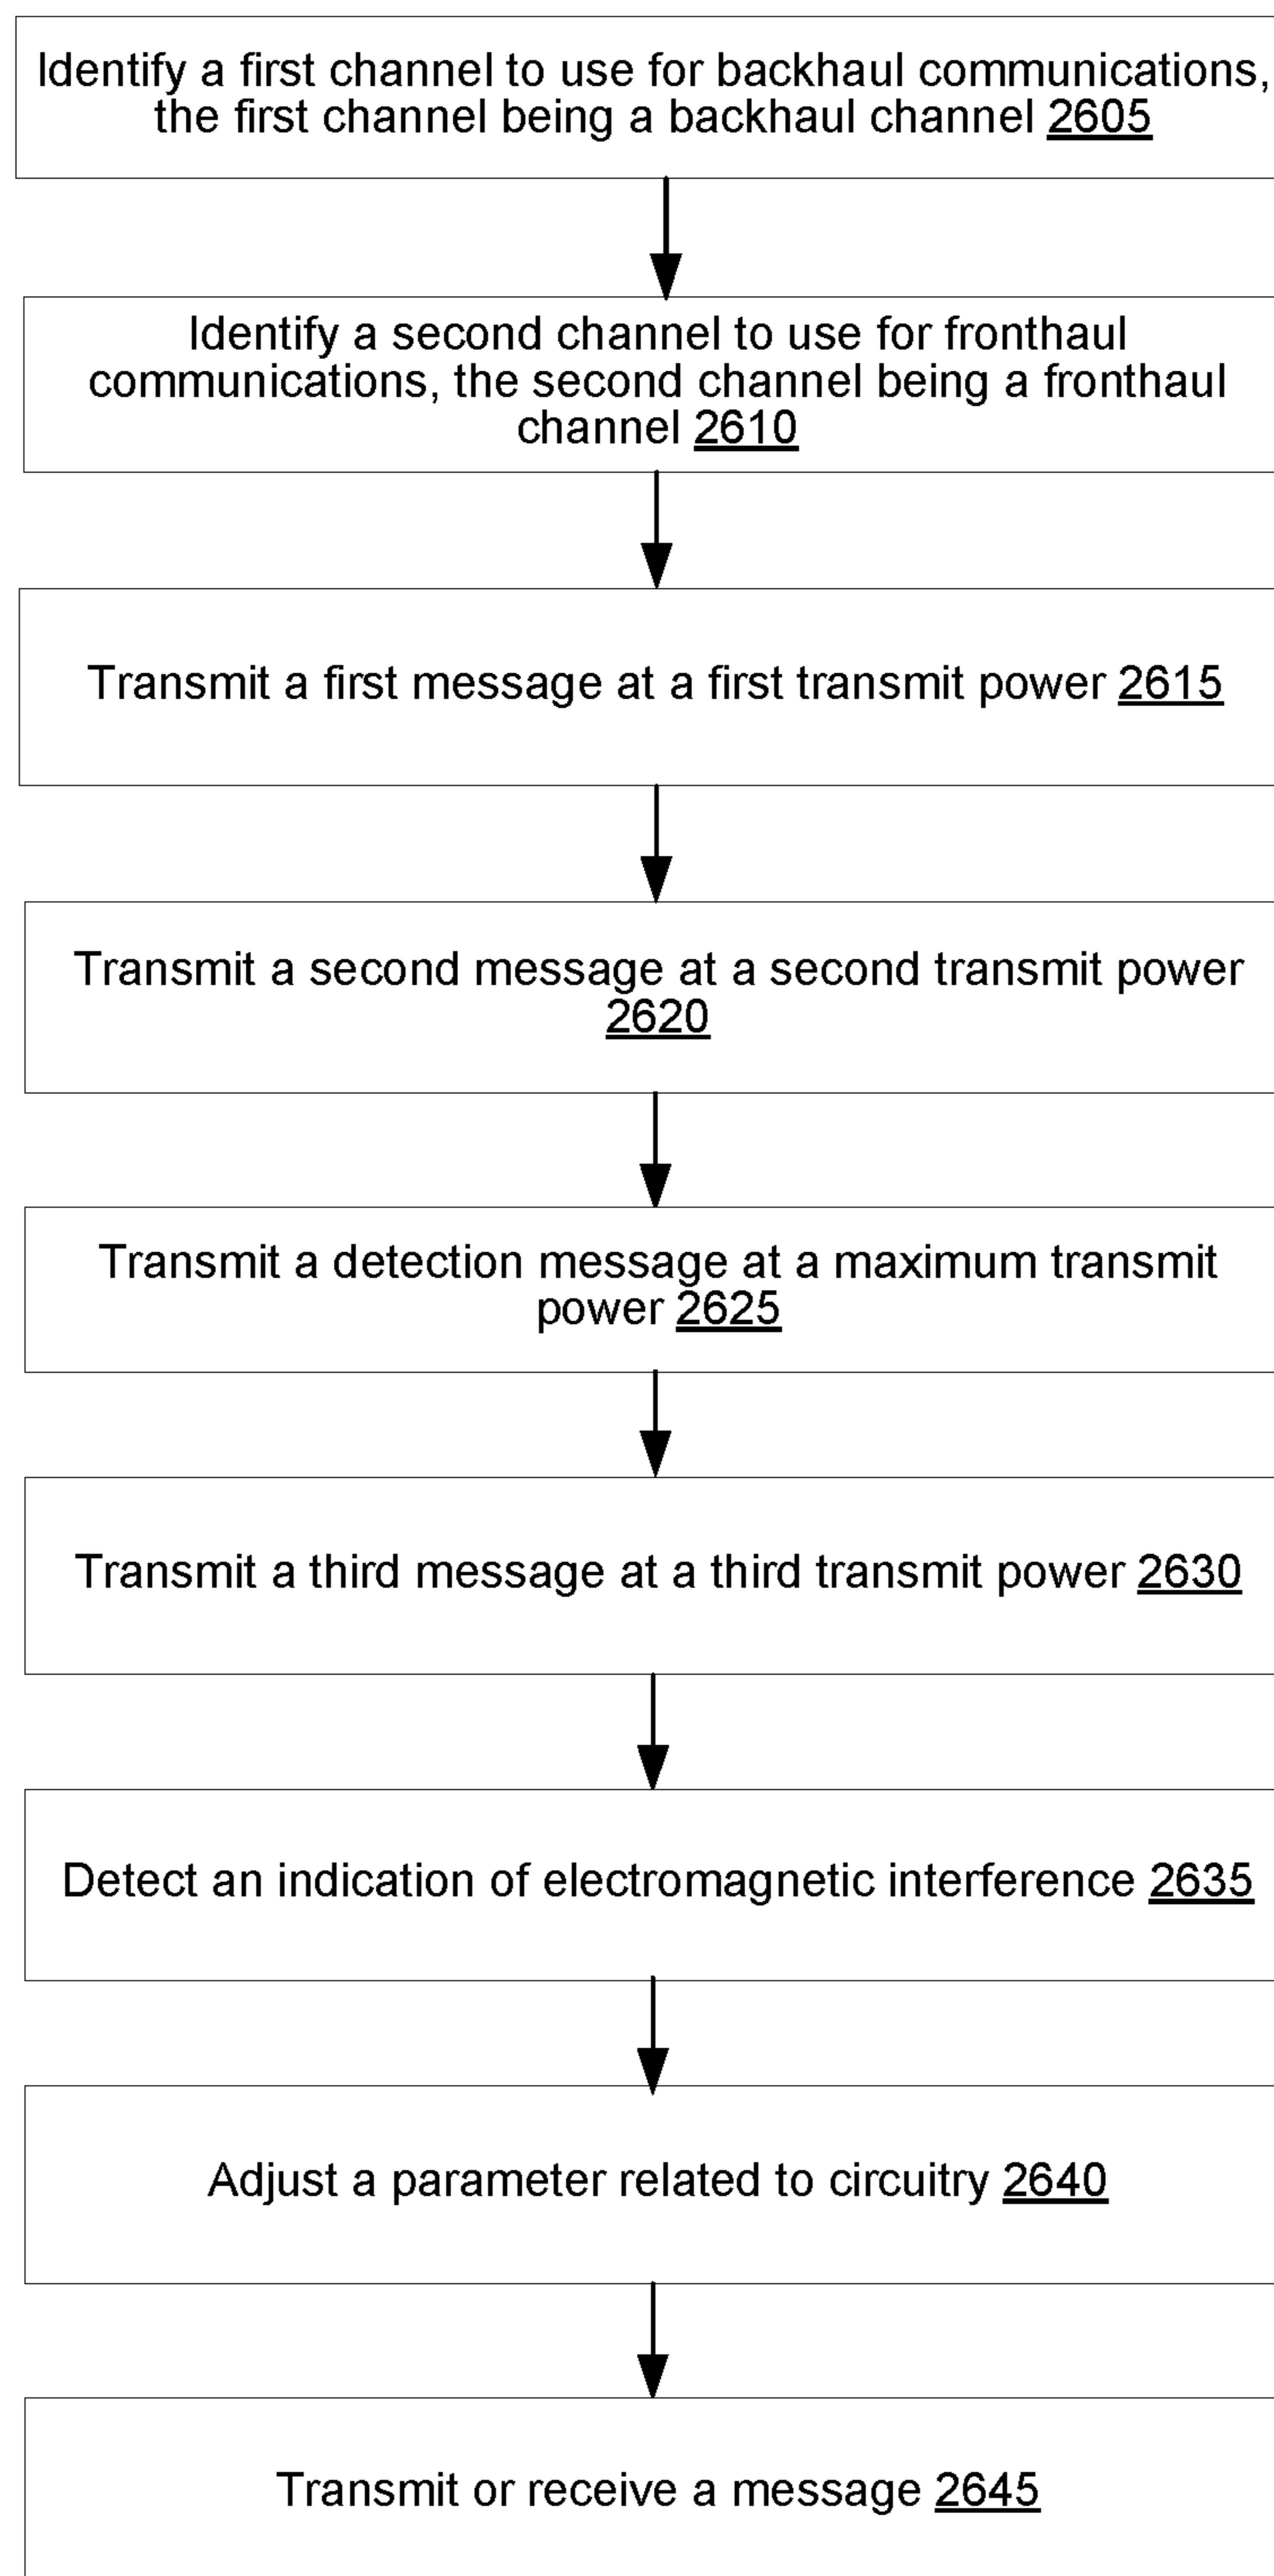 Identify a first channel to use for backhaul communications,
the first channel being a backhaul channel 2605
Identify a second channel to use for fronthaul
communications, the second channel being a fronthaul
channel 2610
Transmit a first message at a first transmit power 2615
Transmit a second message at a second transmit power
2620
Transmit a detection message at a maximum transmit
power 2625
Transmit a third message at a third transmit power 2630
Detect an indication of electromagnetic interference 2635
Adjust a parameter related to circuitry 2640
Transmit or receive a message 2645